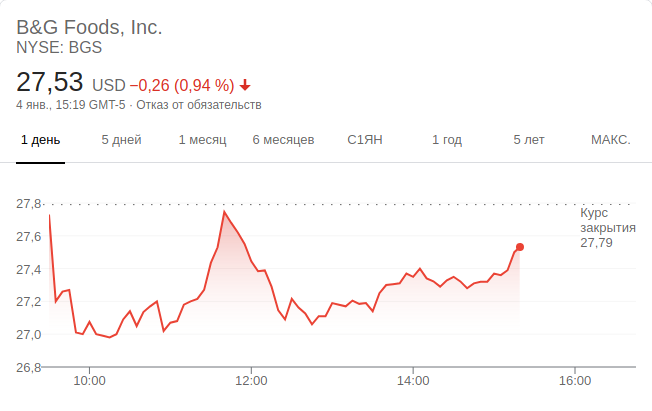 B&G Foods, Inc.
NYSE: BGS
27,53 USD −0,26 (0,94 %)
4 янв., 15:19 GMT-5 · Отказ от обязательств
1 день 5 дней 1 месяц 6 месяцев С1ЯН 1 год 5 лет МАКС.
27,8
Курс
закрытия
27,79
27,6
27,4
27,2
27,0
26,8
10:00 12:00 14:00 16:00